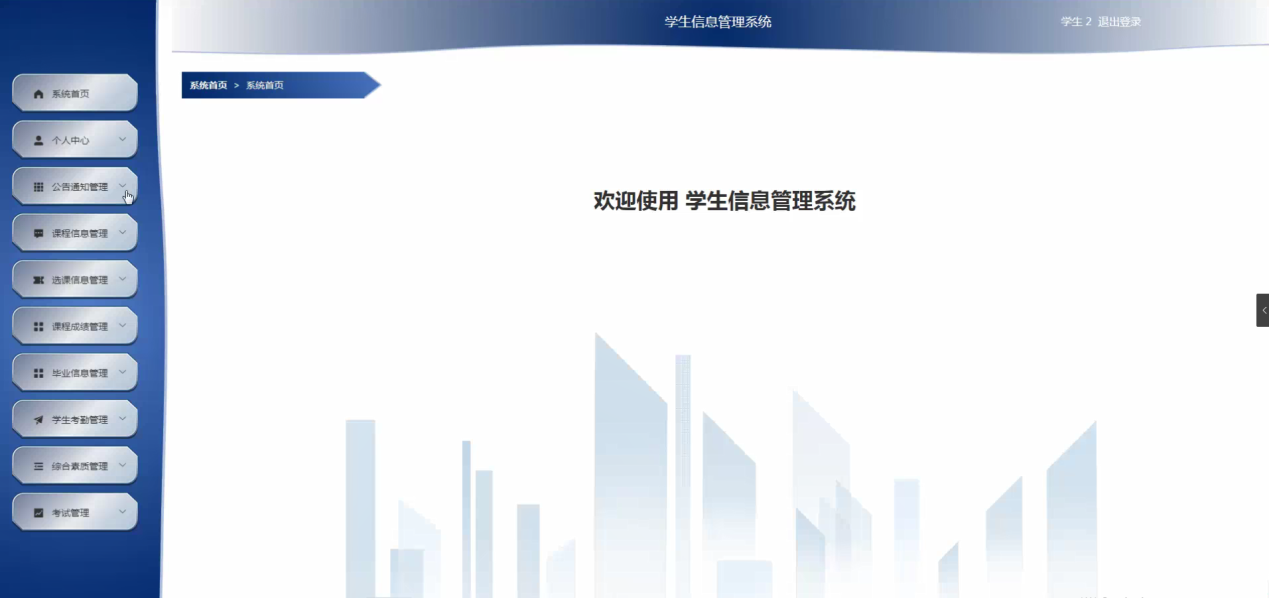 学生信息管理系统
学生 2 退出登录
系统首页 > 系统首页
系统首页
个人中心
公告通知管理
课程信息管理
选课信息管理
课程成绩管理
毕业信息管理
学生考勤管理
综合素质管理
考试管理
欢迎使用 学生信息管理系统